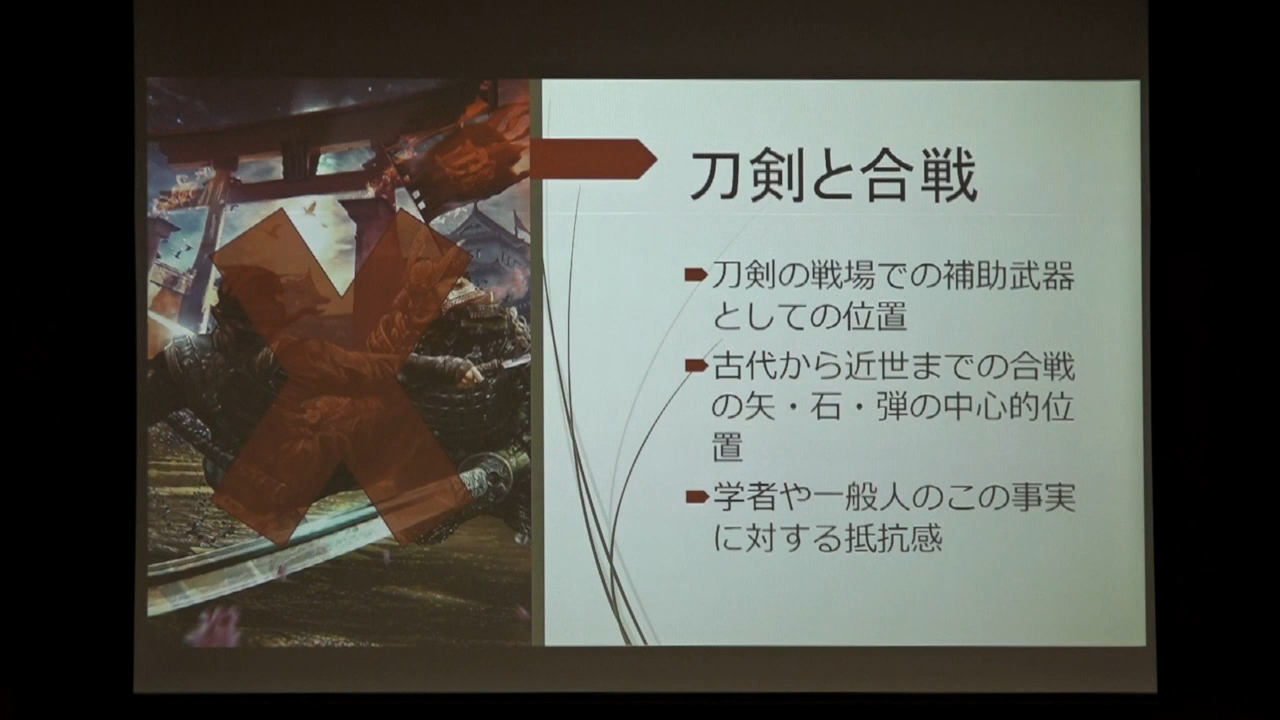 刀剣と合戦
刀剣の戦場での補助武器
としての位置
古代から近世までの合戦
の矢・石・弾の中心的位
置
学者や一般人のこの事実
に対する抵抗感